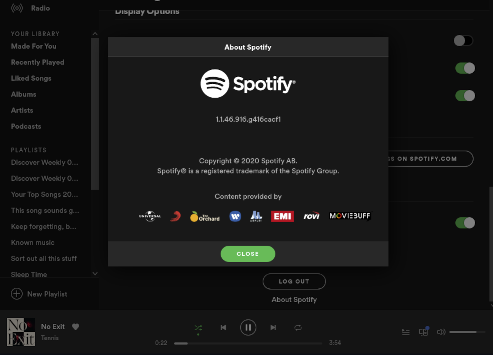 Radio
Display Options
YOUR LIBRARY
Made For You
Recently Played
Liked Songs
Albums
Artists
Podcasts
PLAYLISTS
Discover Weekly 0...
Discover Weekly 0...
Your Top Songs 20...
This song sounds g...
Keep forgetting, b...
Known music
Sort out all this stuff
Sleep Time
New Playlist
About Spotify
Spotify®
1.1.46.916.g416cacf1
Copyright © 2020 Spotify AB.
Spotify® is a registered trademark of the Spotify Group.
Content provided by
UNIVERSAL
the Orchard
EMI
rovi
MOVIEBUFF
CLOSE
S ON SPOTIFY.COM
LOG OUT
About Spotify
NO EXIT
No Exit
Tennis
0:22
3:54